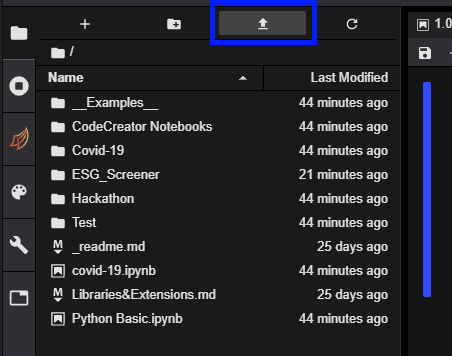 1.0
/
Name Last Modified
__Examples__ 44 minutes ago
CodeCreator Notebooks 44 minutes ago
Covid-19 44 minutes ago
ESG_Screener 21 minutes ago
Hackathon 44 minutes ago
Test 44 minutes ago
_readme.md 25 days ago
covid-19.ipynb 44 minutes ago
Libraries&Extensions.md 25 days ago
Python Basic.ipynb 44 minutes ago